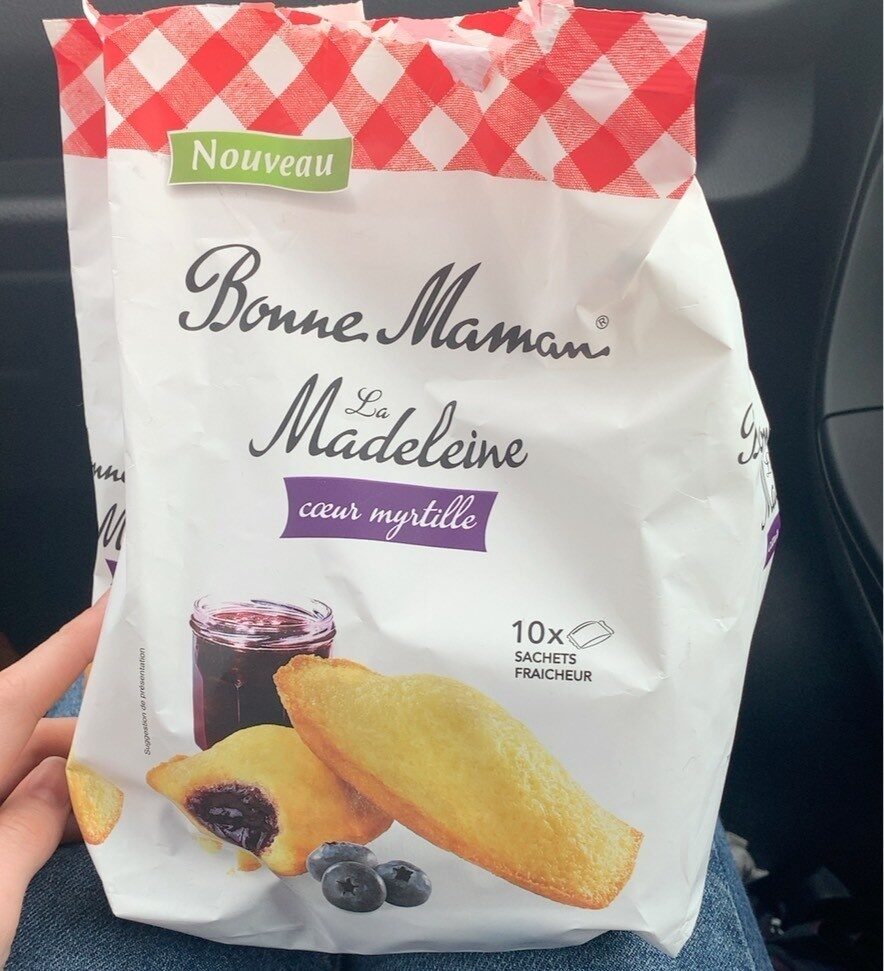 Nouveau
Bonne Maman®
La
Madeleine
cœur myrtille
10x
SACHETS
FRAICHEUR
Suggestion de présentation